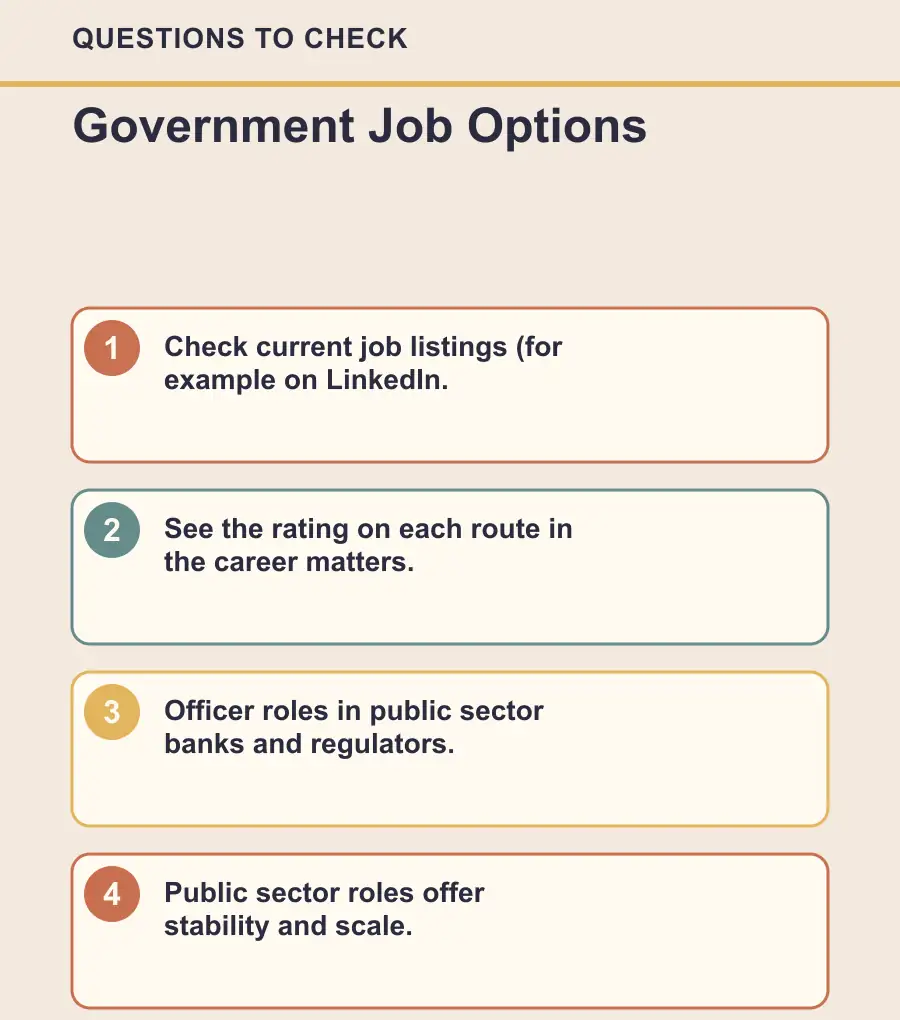 QUESTIONS TO CHECK
Government Job Options
1
Check current job listings (for
example on LinkedIn.
2
See the rating on each route in
the career matters.
3
Officer roles in public sector
banks and regulators.
4
Public sector roles offer
stability and scale.